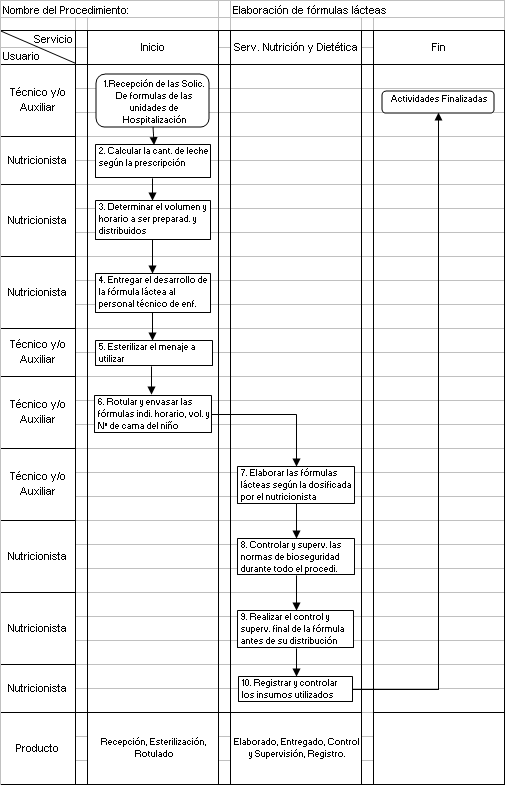 Nombre del Procedimiento: Elaboración de fórmulas lácteas
Servicio
Usuario
Inicio
Serv. Nutrición y Dietética
Fin
Técnico y/o
Auxiliar
1.Recepción de las Solic.
De formulas de las
unidades de
Hospitalización
Actividades Finalizadas
Nutricionista
2. Calcular la cant. de leche
según la prescripción
Nutricionista
3. Determinar el volumen y
horario a ser preparad. y
distribuidos
Nutricionista
4. Entregar el desarrollo de
la fórmula láctea al
personal técnico de enf.
Técnico y/o
Auxiliar
5. Esterilizar el menaje a
utilizar
Técnico y/o
Auxiliar
6. Rotular y envasar las
fórmulas indi. horario, vol. y
Nº de cama del niño
Técnico y/o
Auxiliar
7. Elaborar las fórmulas
lácteas según la dosificada
por el nutricionista
Nutricionista
8. Controlar y superv. las
normas de bioseguridad
durante todo el procedi.
Nutricionista
9. Realizar el control y
superv. final de la fórmula
antes de su distribución
Nutricionista
10. Registrar y controlar
los insumos utilizados
Producto
Recepción, Esterilización,
Rotulado
Elaborado, Entregado, Control
y Supervisión, Registro.